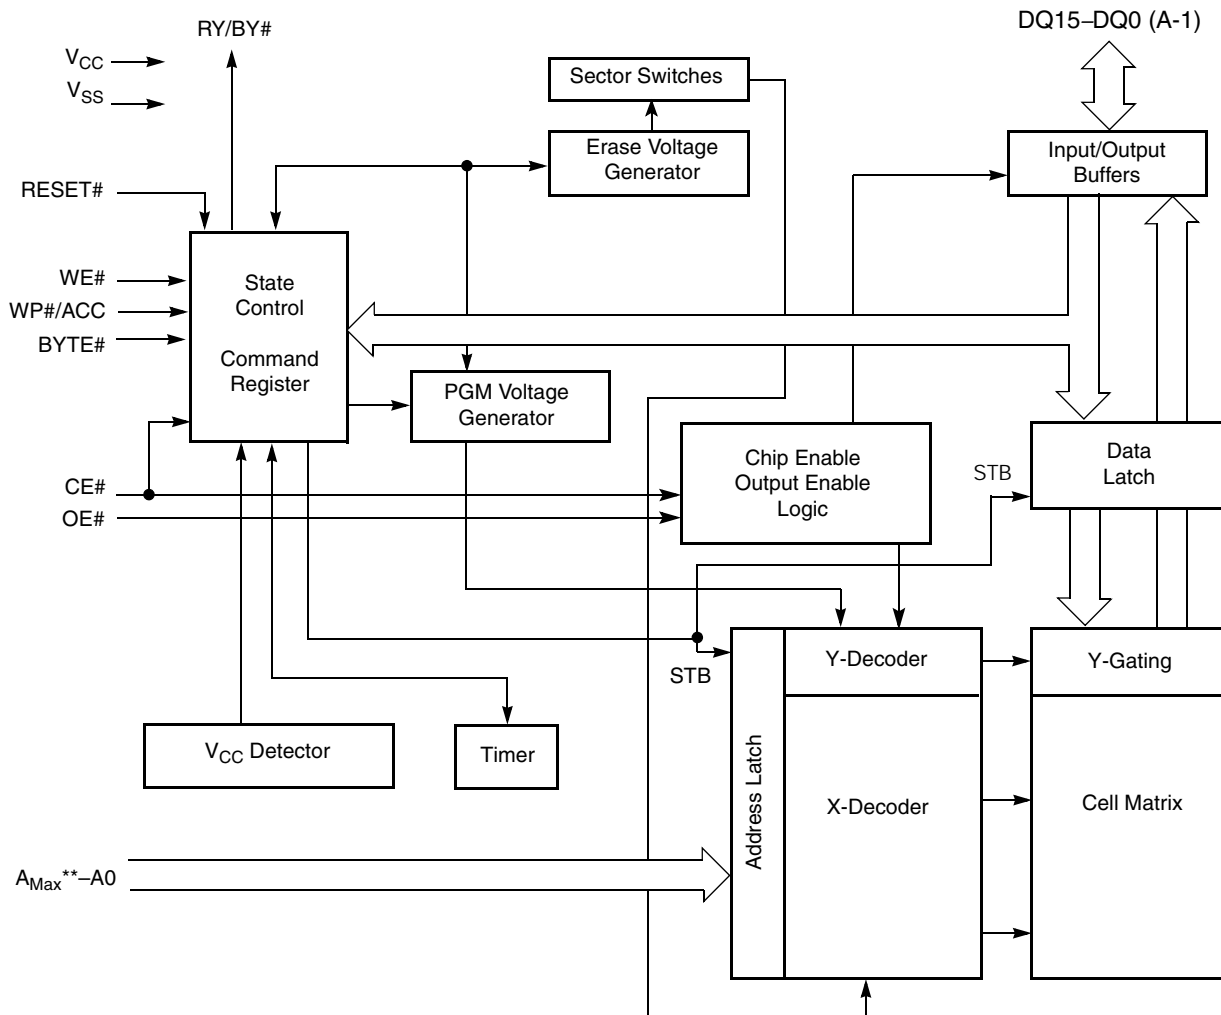 RY/BY#
DQ15–DQ0 (A-1)
VCC
VSS
Sector Switches
Erase Voltage
Generator
Input/Output
Buffers
RESET#
WE#
WP#/ACC
BYTE#
State
Control
Command
Register
PGM Voltage
Generator
Chip Enable
Output Enable
Logic
STB
Data
Latch
CE#
OE#
STB
Y-Decoder
Y-Gating
VCC Detector
Timer
Address Latch
X-Decoder
Cell Matrix
AMax**–A0